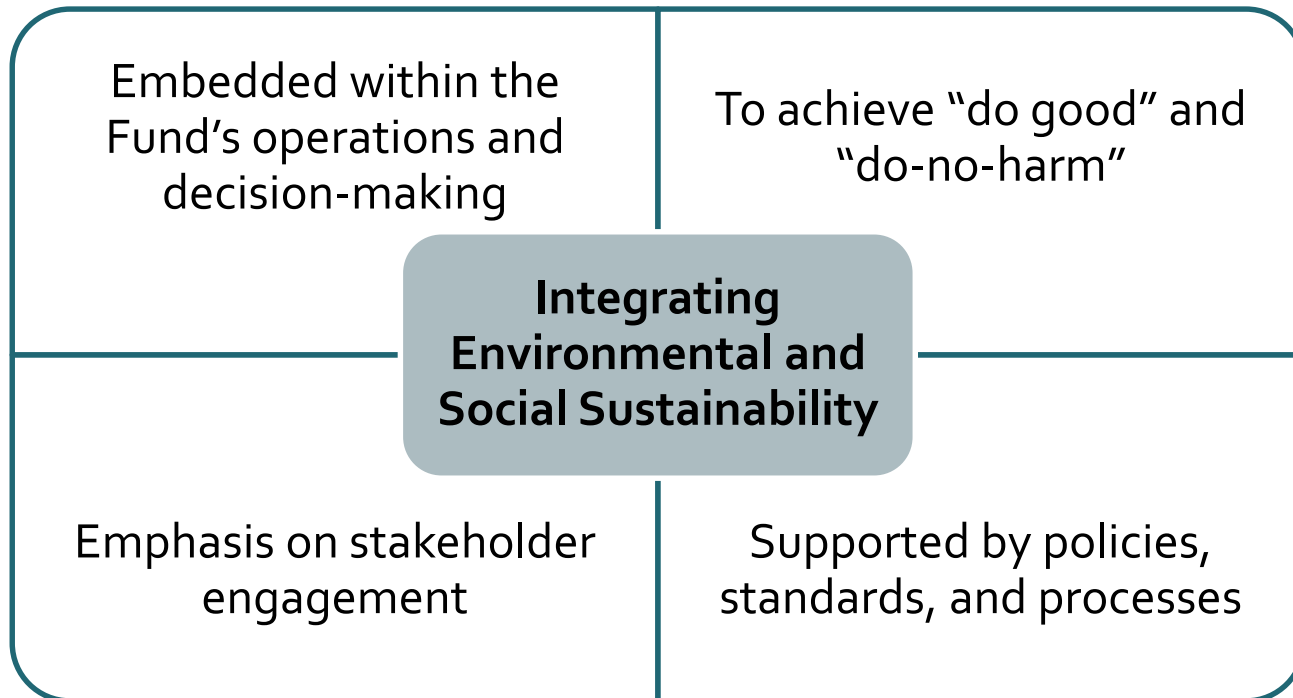 Embedded within the
Fund’s operations and
decision-making
To achieve “do good” and
“do-no-harm”
Integrating
Environmental and
Social Sustainability
Emphasis on stakeholder
engagement
Supported by policies,
standards, and processes